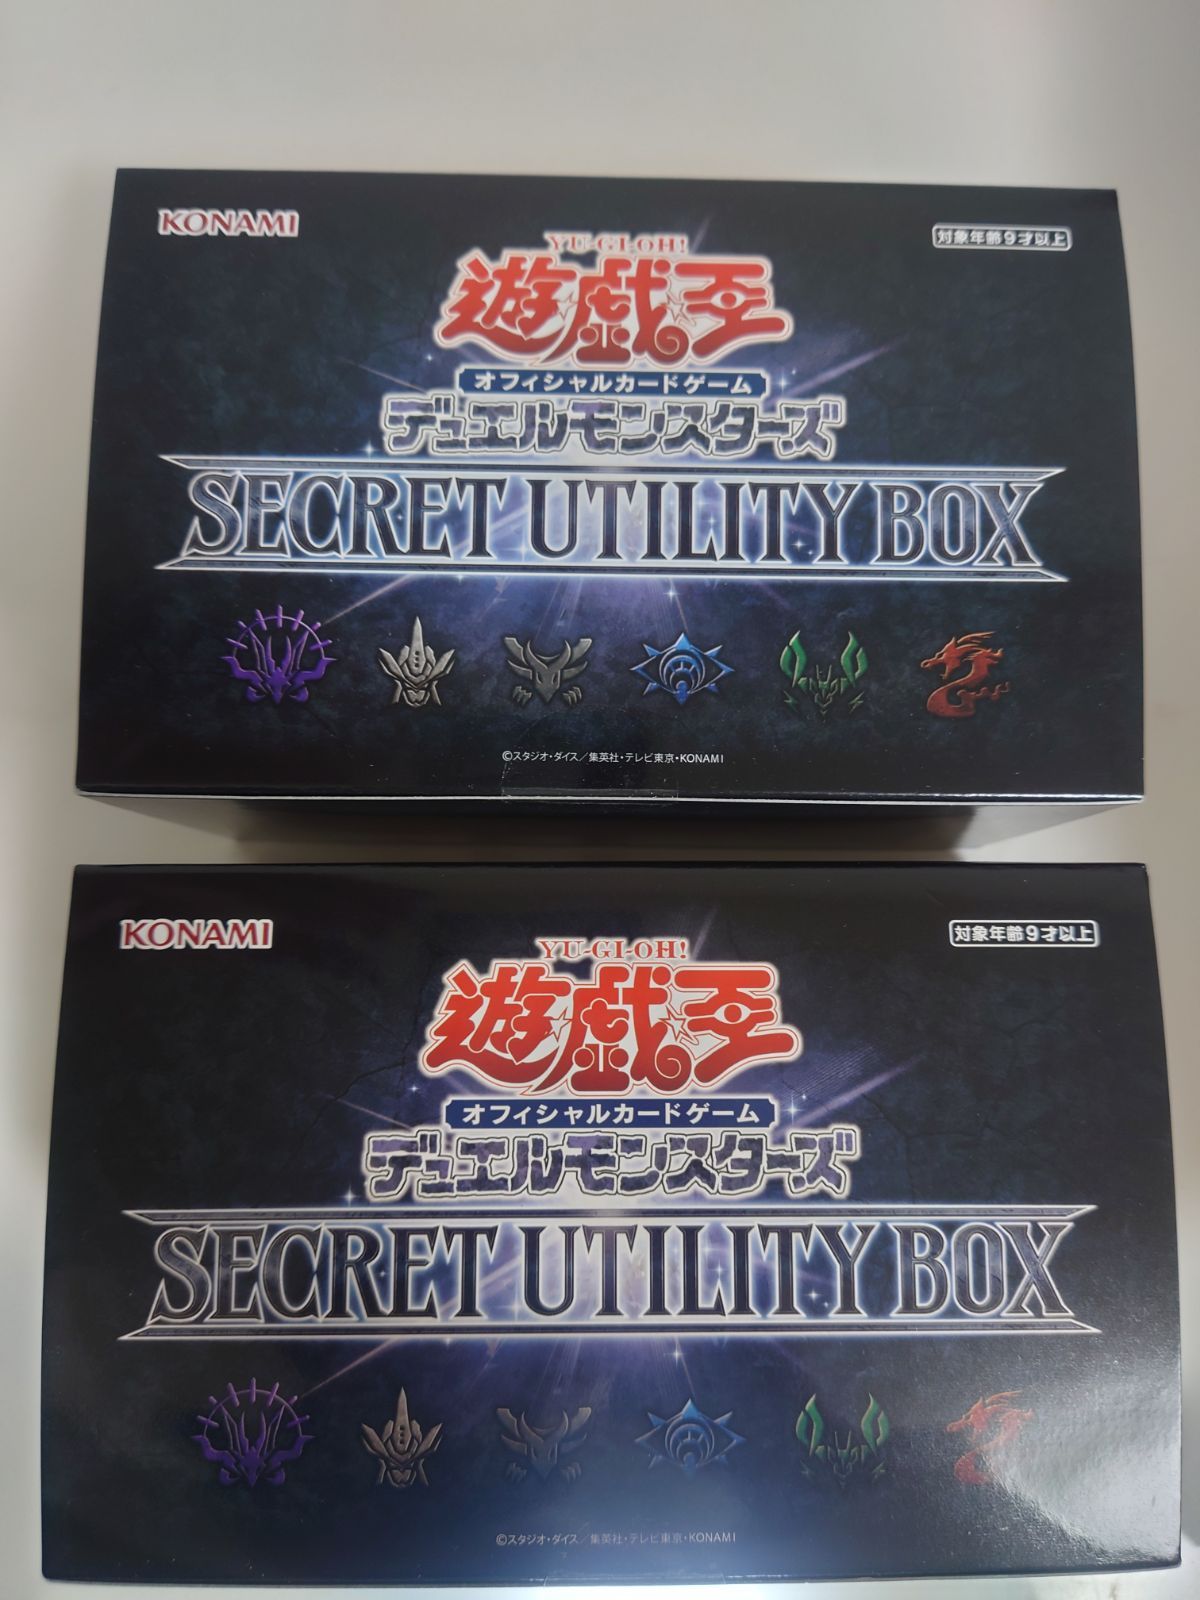 KONAMI
対象年齢9才以上
YU-GI-OH!
遊戯王
オフィシャルカードゲーム
デュエルモンスターズ
SECRET UTILITY BOX
©スタジオ・ダイス／集英社・テレビ東京・KONAMI
KONAMI
対象年齢9才以上
YU-GI-OH!
遊戯王
オフィシャルカードゲーム
デュエルモンスターズ
SECRET UTILITY BOX
©スタジオ・ダイス／集英社・テレビ東京・KONAMI